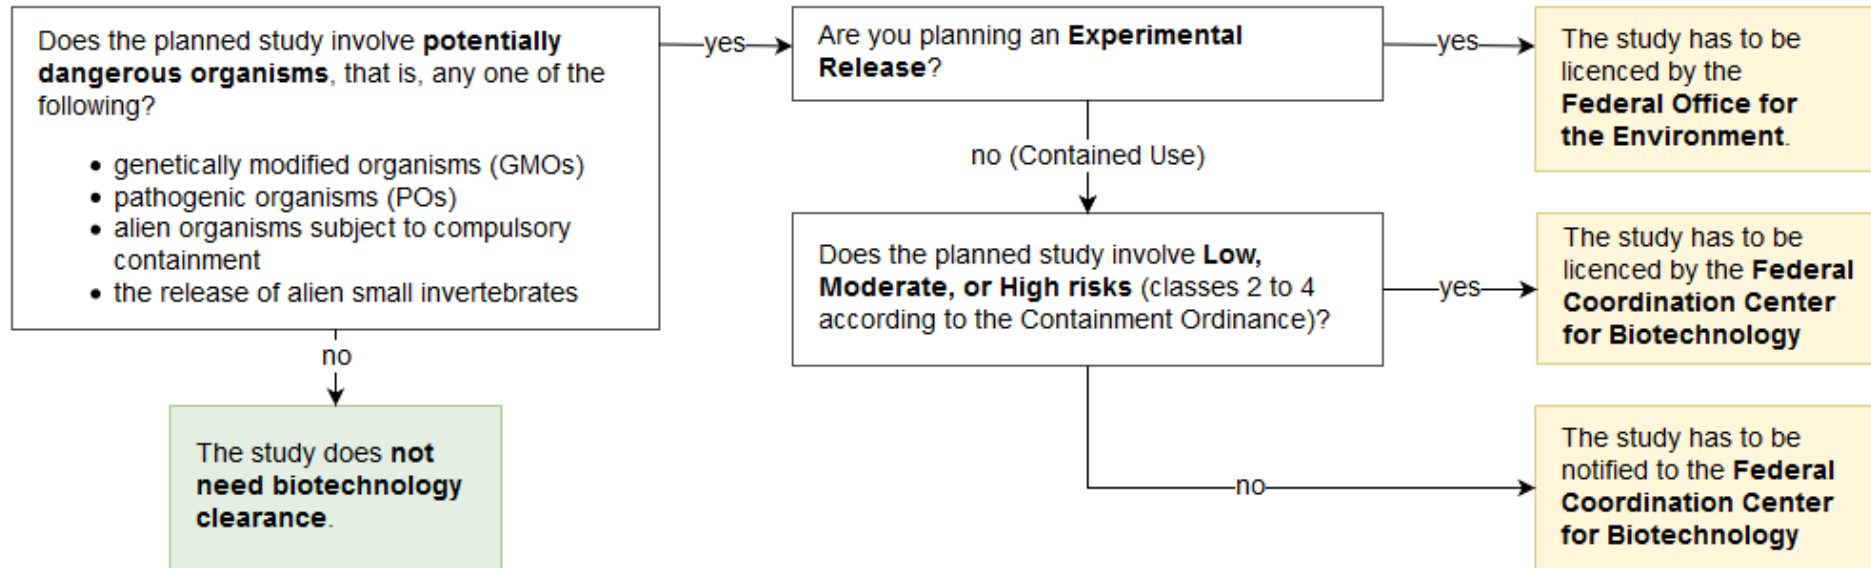 Does the planned study involve potentially
dangerous organisms, that is, any one of the
following?
• genetically modified organisms (GMOs)
• pathogenic organisms (POs)
• alien organisms subject to compulsory
containment
• the release of alien small invertebrates
yes
Are you planning an Experimental
Release?
yes
The study has to be
licenced by the
Federal Office for
the Environment.
no (Contained Use)
Does the planned study involve Low,
Moderate, or High risks (classes 2 to 4
according to the Containment Ordinance)?
yes
The study has to be
licenced by the Federal
Coordination Center
for Biotechnology
no
The study does not
need biotechnology
clearance.
no
The study has to be
notified to the Federal
Coordination Center
for Biotechnology